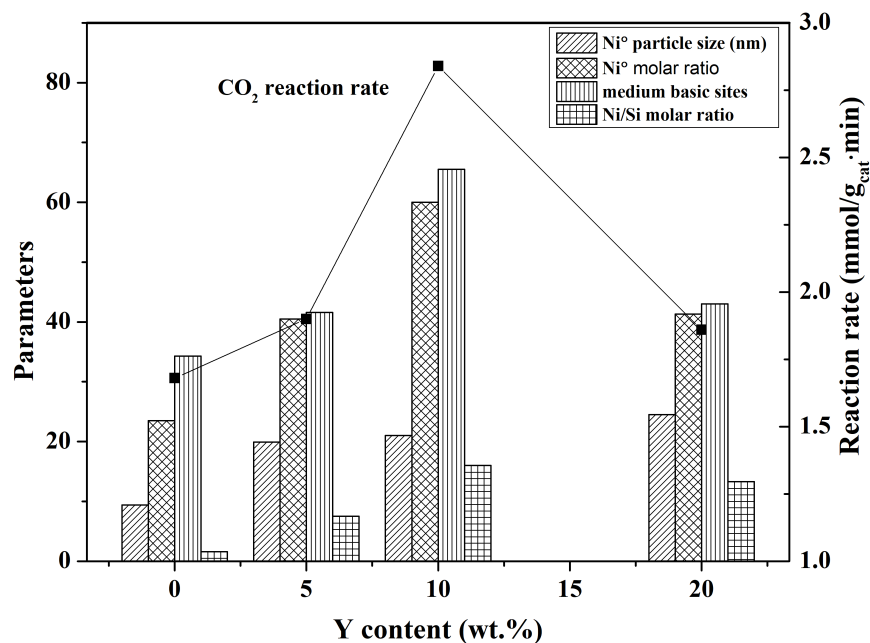 Ni° particle size (nm)
Ni° molar ratio
medium basic sites
Ni/Si molar ratio
CO₂ reaction rate
Parameters
80
60
40
20
0
Reaction rate (mmol/g_cat·min)
3.0
2.5
2.0
1.5
1.0
0 5 10 15 20
Y content (wt.%)